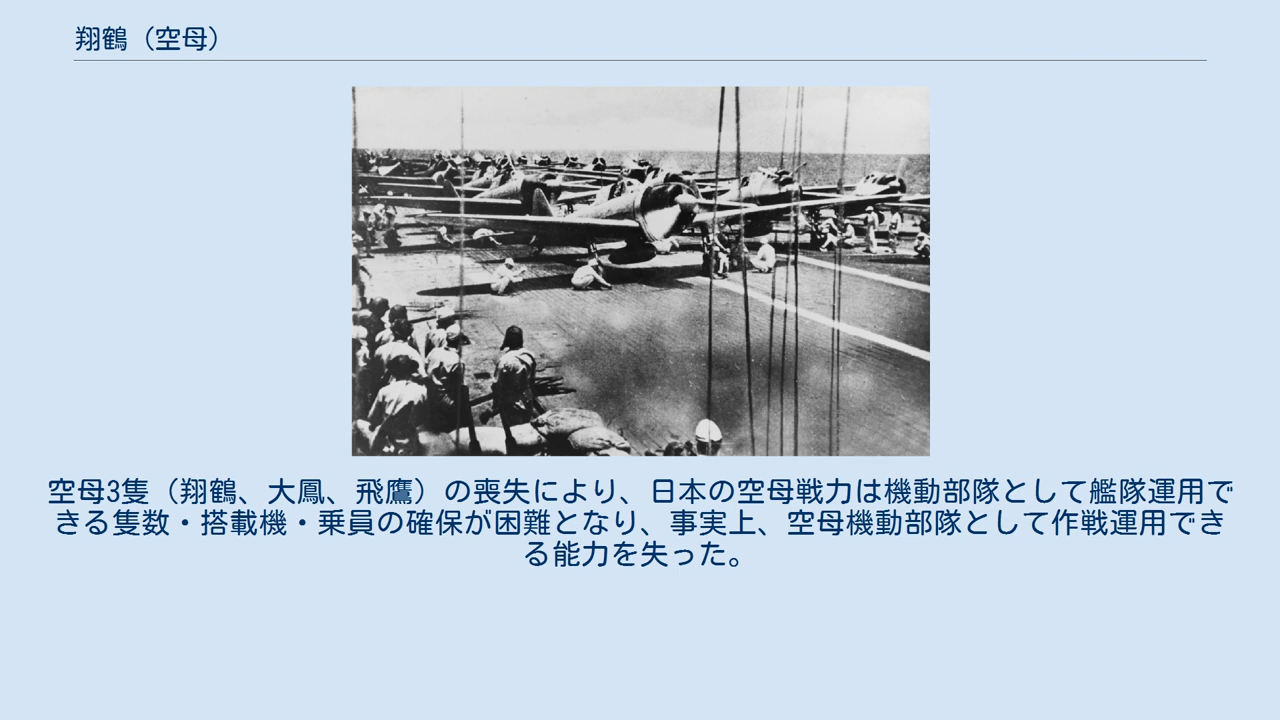 翔鶴（空母）
空母3隻（翔鶴、大鳳、飛鷹）の喪失により、日本の空母戦力は機動部隊として艦隊運用で
きる隻数・搭載機・乗員の確保が困難となり、事実上、空母機動部隊として作戦運用でき
る能力を失った。